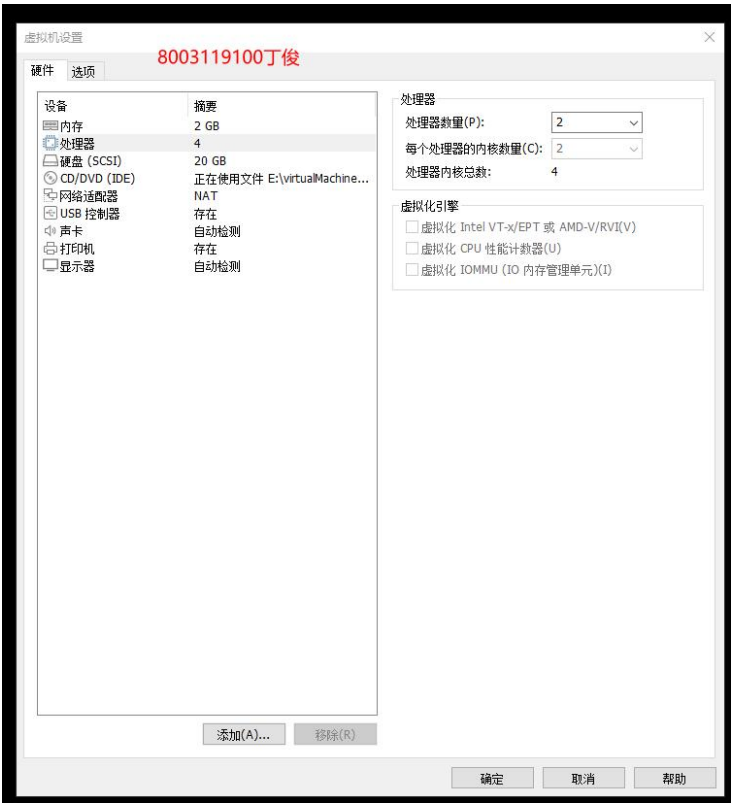 虚拟机设置
8003119100丁俊
硬件 选项
设备 摘要
内存 2 GB
处理器 4
硬盘 (SCSI) 20 GB
CD/DVD (IDE) 正在使用文件 E:\virtualMachine...
网络适配器 NAT
USB 控制器 存在
声卡 自动检测
打印机 存在
显示器 自动检测
添加(A)... 移除(R)
处理器
处理器数量(P): 2
每个处理器的内核数量(C): 2
处理器内核总数: 4
虚拟化引擎
虚拟化 Intel VT-x/EPT 或 AMD-V/RVI(V)
虚拟化 CPU 性能计数器(U)
虚拟化 IOMMU (IO 内存管理单元)(I)
确定 取消 帮助